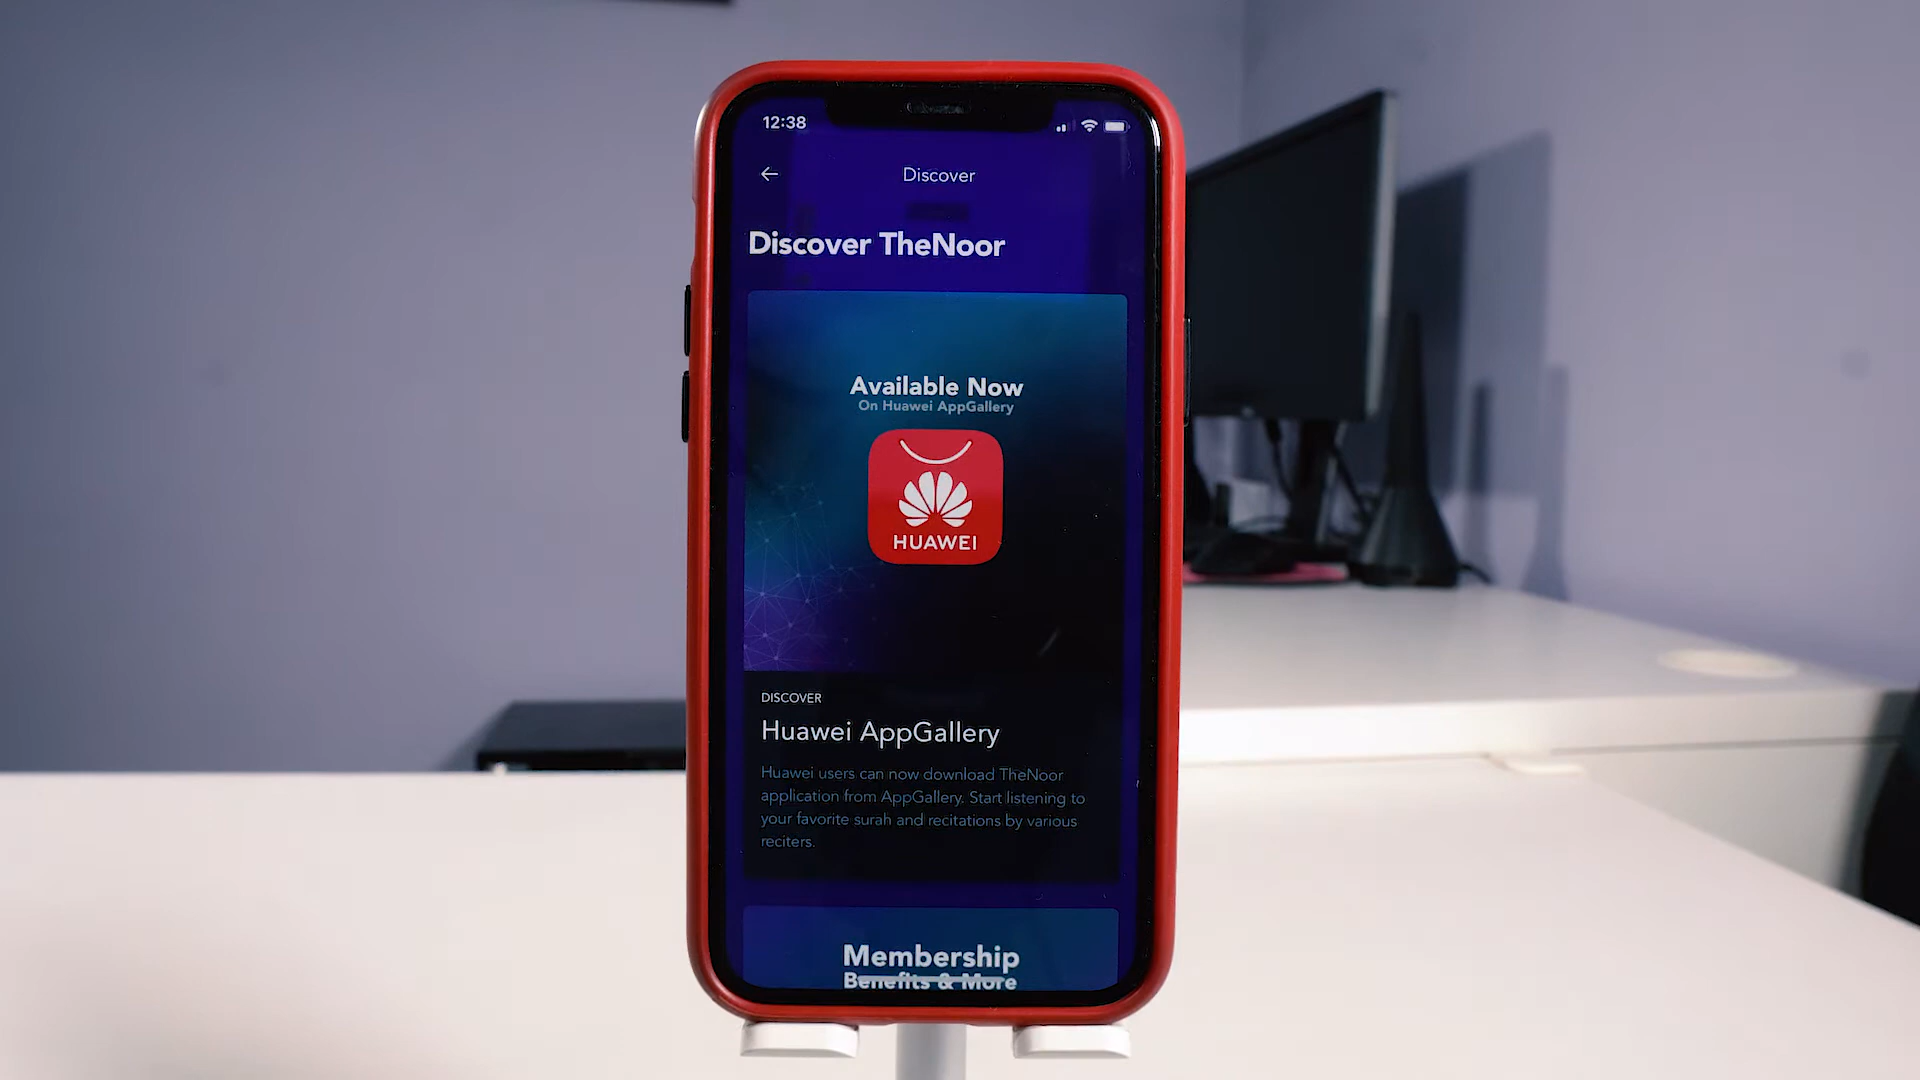 12:38
Discover
Discover TheNoor
Available Now
On Huawei AppGallery
HUAWEI
DISCOVER
Huawei AppGallery
Huawei users can now download TheNoor
application from AppGallery. Start listening to
your favorite surah and recitations by various
reciters.
Membership
Benefits & More